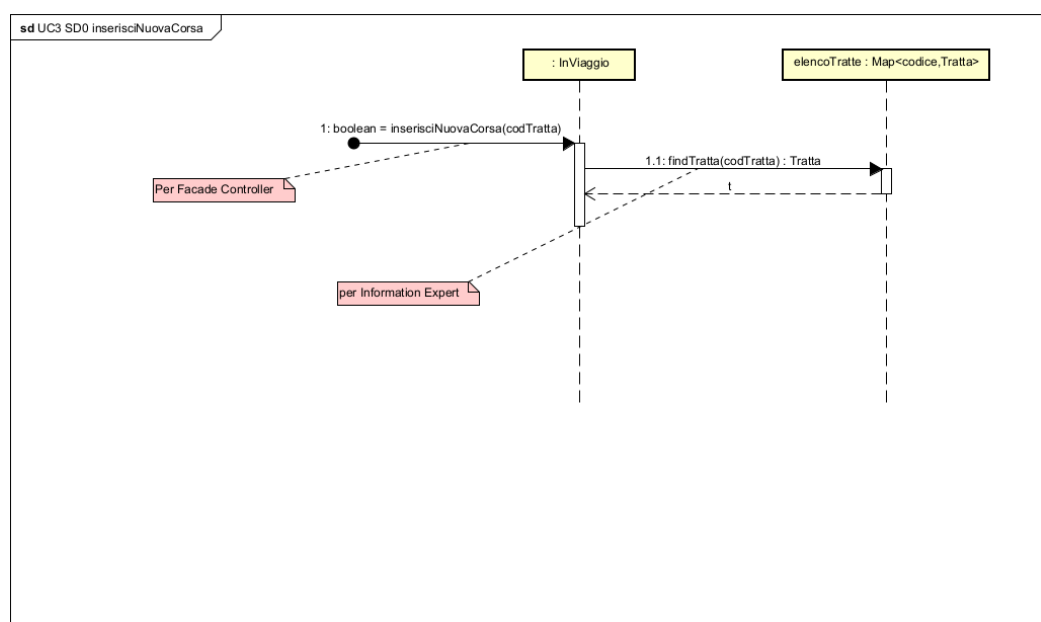 sd UC3 SD0 inserisciNuovaCorsa
: InViaggio
elencoTratte : Map<codice,Tratta>
1: boolean = inserisciNuovaCorsa(codTratta)
1.1: findTratta(codTratta) : Tratta
t
Per Facade Controller
per Information Expert